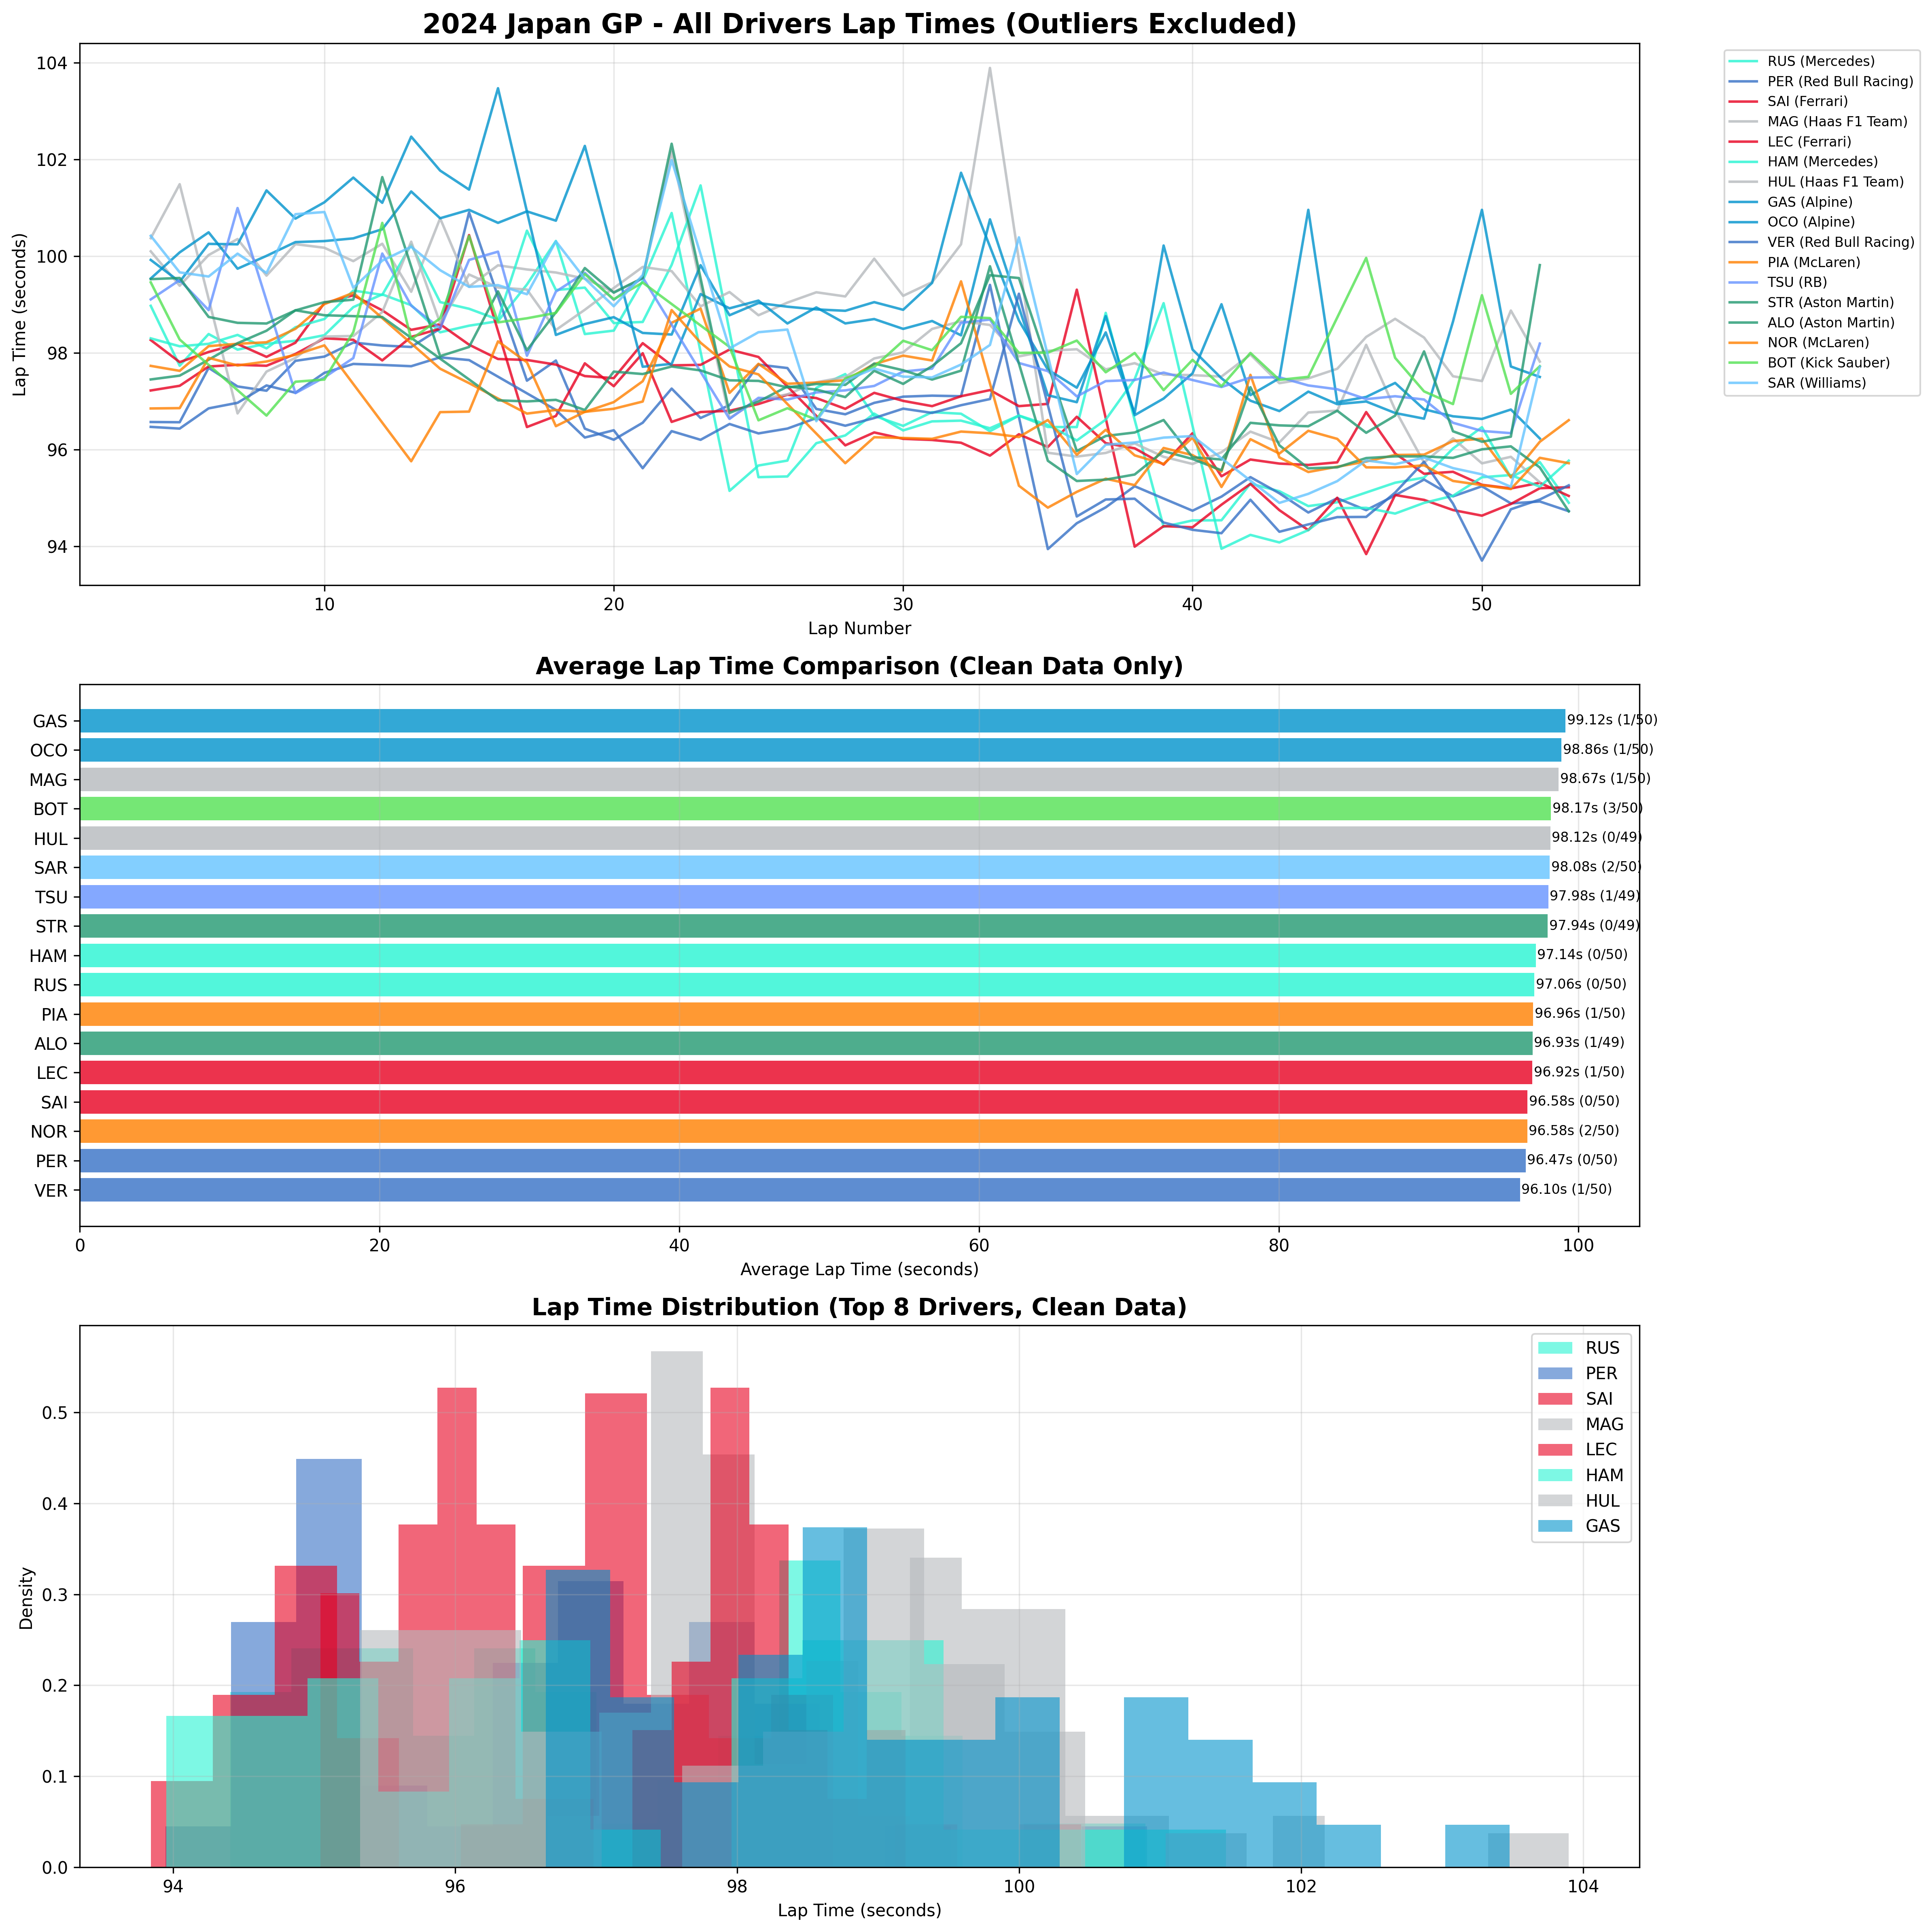 2024 Japan GP - All Drivers Lap Times (Outliers Excluded)
104
102
100
98
96
94
Lap Time (seconds)
10
20
30
40
50
Lap Number
RUS (Mercedes)
PER (Red Bull Racing)
SAI (Ferrari)
MAG (Haas F1 Team)
LEC (Ferrari)
HAM (Mercedes)
HUL (Haas F1 Team)
GAS (Alpine)
OCO (Alpine)
VER (Red Bull Racing)
PIA (McLaren)
TSU (RB)
STR (Aston Martin)
ALO (Aston Martin)
NOR (McLaren)
BOT (Kick Sauber)
SAR (Williams)
Average Lap Time Comparison (Clean Data Only)
GAS 99.12s (1/50)
OCO 98.86s (1/50)
MAG 98.67s (1/50)
BOT 98.17s (3/50)
HUL 98.12s (0/49)
SAR 98.08s (2/50)
TSU 97.98s (1/49)
STR 97.94s (0/49)
HAM 97.14s (0/50)
RUS 97.06s (0/50)
PIA 96.96s (1/50)
ALO 96.93s (1/49)
LEC 96.92s (1/50)
SAI 96.58s (0/50)
NOR 96.58s (2/50)
PER 96.47s (0/50)
VER 96.10s (1/50)
0
20
40
60
80
100
Average Lap Time (seconds)
Lap Time Distribution (Top 8 Drivers, Clean Data)
0.5
0.4
0.3
0.2
0.1
0.0
Density
RUS
PER
SAI
MAG
LEC
HAM
HUL
GAS
94
96
98
100
102
104
Lap Time (seconds)